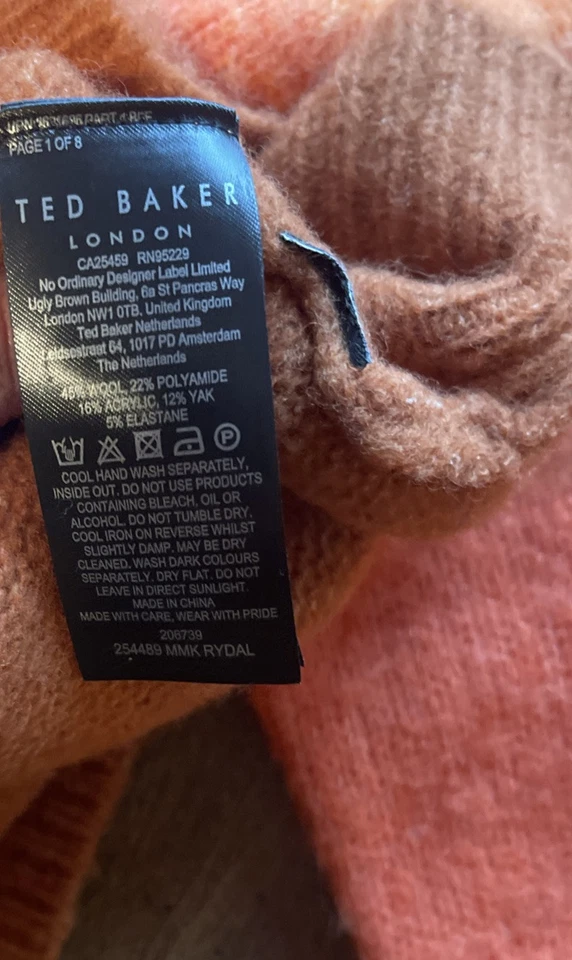 PAGE 1 OF 8
TED BAKER
LONDON
CA25459 RN95229
No Ordinary Designer Label Limited
Ugly Brown Building, 6a St Pancras Way
London NW1 0TB. United Kingdom
Ted Baker Netherlands
Leidsestraat 64, 1017 PD Amsterdam
The Netherlands
46% WOOL, 22% POLYAMIDE
16% ACRYLIC, 12% YAK
5% ELASTANE
P
COOL HAND WASH SEPARATELY,
INSIDE OUT. DO NOT USE PRODUCTS
CONTAINING BLEACH, OIL OR
ALCOHOL. DO NOT TUMBLE DRY.
COOL IRON ON REVERSE WHILST
SLIGHTLY DAMP. MAY BE DRY
CLEANED. WASH DARK COLOURS
SEPARATELY. DRY FLAT. DO NOT
LEAVE IN DIRECT SUNLIGHT.
MADE IN CHINA
MADE WITH CARE, WEAR WITH PRIDE
206739
254489 MMK RYDAL